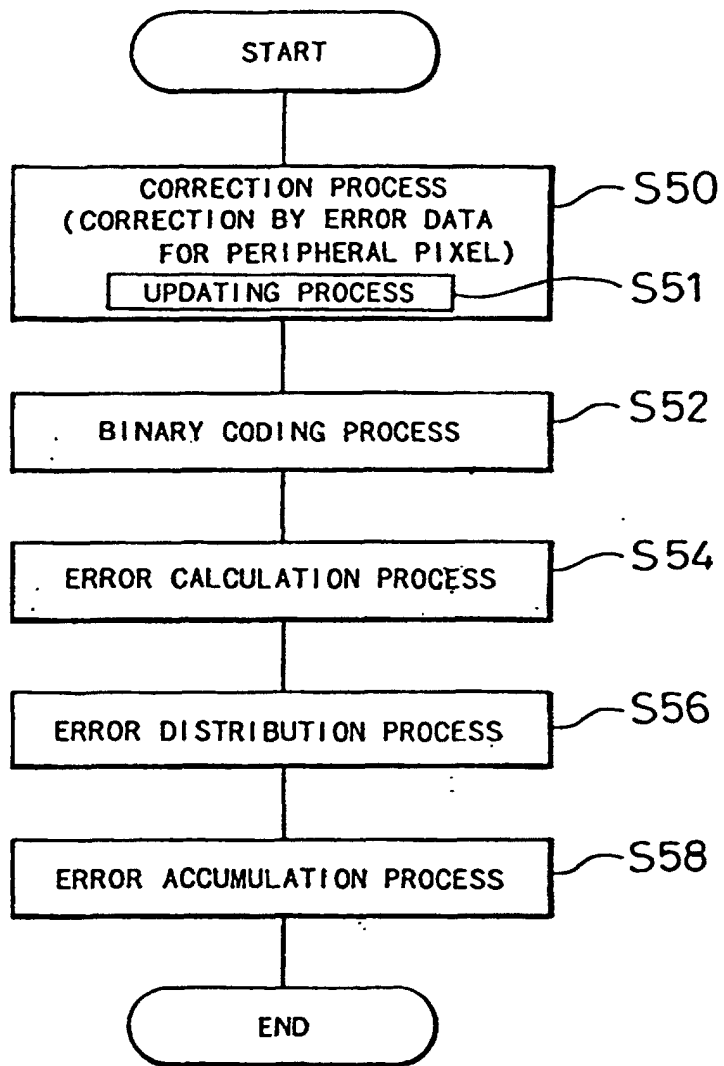 START
CORRECTION PROCESS
(CORRECTION BY ERROR DATA
FOR PERIPHERAL PIXEL)
S50
UPDATING PROCESS
S51
BINARY CODING PROCESS
S52
ERROR CALCULATION PROCESS
S54
ERROR DISTRIBUTION PROCESS
S56
ERROR ACCUMULATION PROCESS
S58
END